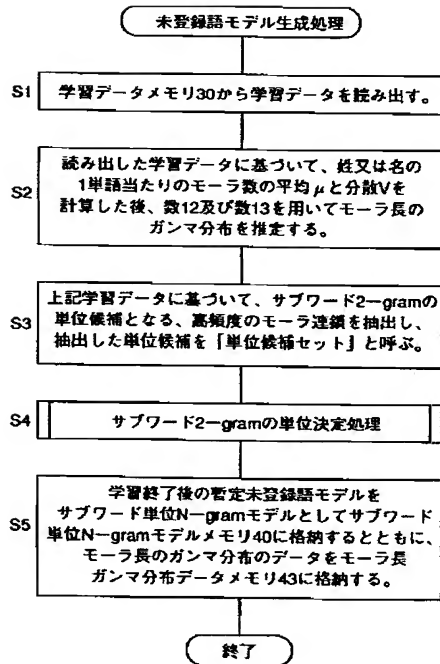 未登録語モデル生成処理
S1
学習データメモリ30から学習データを読み出す。
S2
読み出した学習データに基づいて、姓又は名の
1単語当たりのモーラ数の平均μと分散Vを
計算した後、数12及び数13を用いてモーラ長の
ガンマ分布を推定する。
S3
上記学習データに基づいて、サブワード2ーgramの
単位候補となる、高頻度のモーラ連鎖を抽出し、
抽出した単位候補を「単位候補セット」と呼ぶ。
S4
サブワード2ーgramの単位決定処理
S5
学習終了後の暫定未登録語モデルを
サブワード単位NーgramモデルとしてサブワードU+200B
単位Nーgramモデルメモリ40に格納するとともに、
モーラ長のガンマ分布のデータをモーラ長
ガンマ分布データメモリ43に格納する。
終了